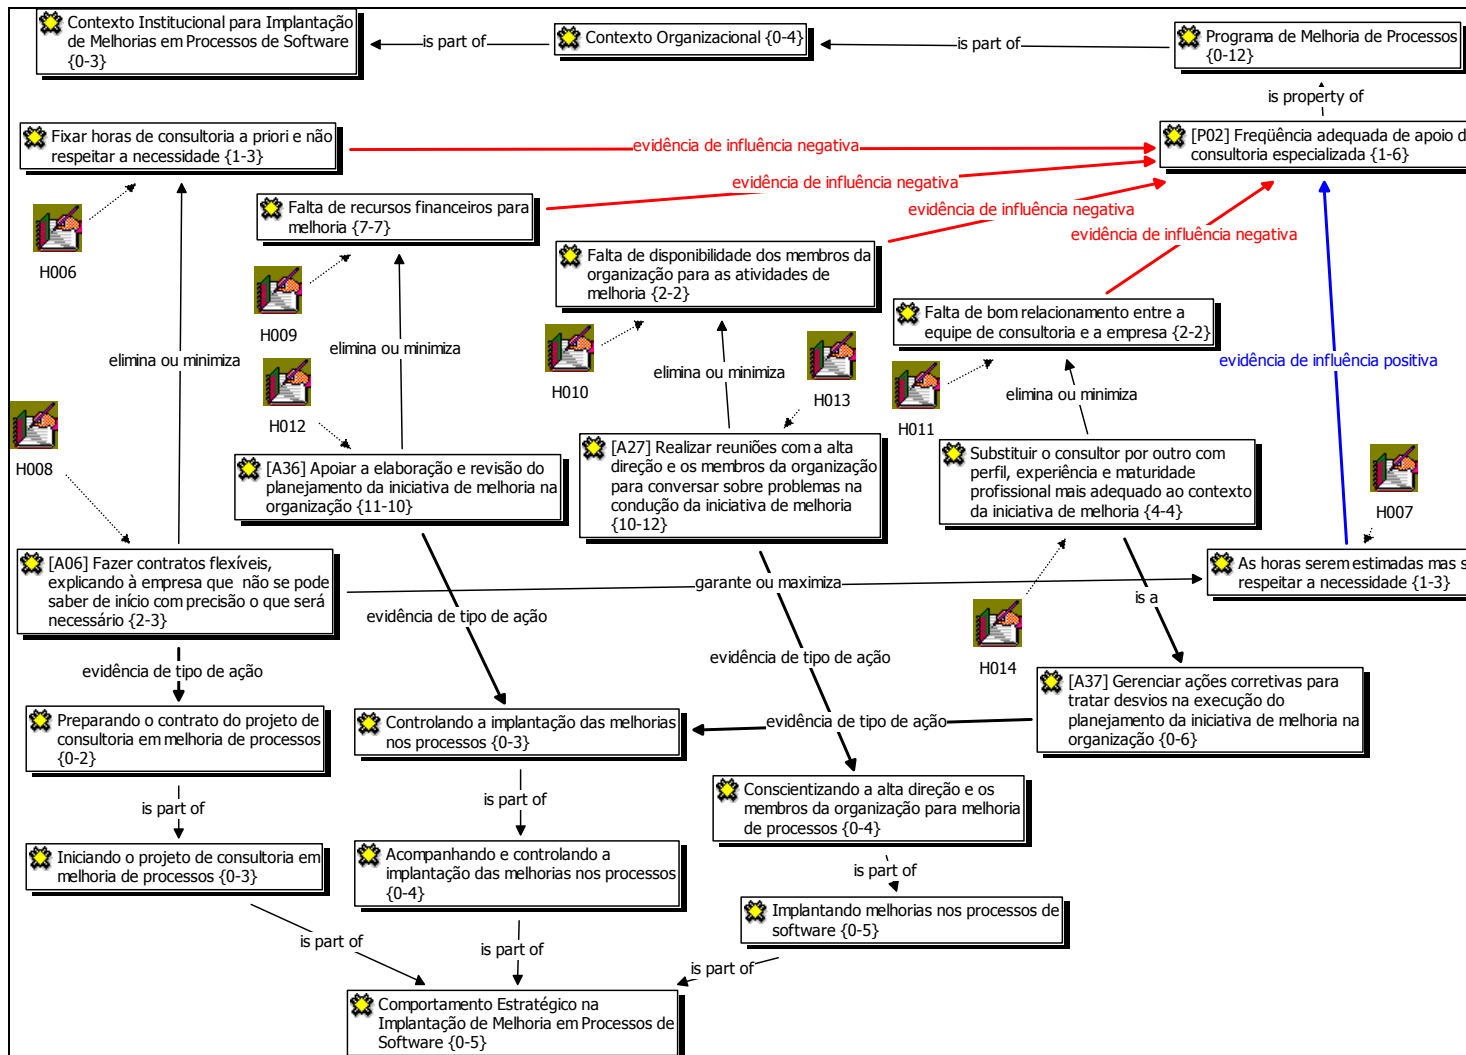 Contexto Institucional para Implantação
de Melhorias em Processos de Software
{0-3}
is part of
Contexto Organizacional {0-4}
is part of
Programa de Melhoria de Processos
{0-12}
is property of
Fixar horas de consultoria a priori e não
respeitar a necessidade {1-3}
evidência de influência negativa
[P02] Freqüência adequada de apoio d
consultoria especializada {1-6}
evidência de influência negativa
Falta de recursos financeiros para
melhoria {7-7}
evidência de influência negativa
evidência de influência negativa
H006
Falta de disponibilidade dos membros da
organização para as atividades de
melhoria {2-2}
Falta de bom relacionamento entre a
equipe de consultoria e a empresa {2-2}
H009
elimina ou minimiza
elimina ou minimiza
elimina ou minimiza
evidência de influência positiva
H010
H013
elimina ou minimiza
H012
H011
H008
[A36] Apoiar a elaboração e revisão do
planejamento da iniciativa de melhoria na
organização {11-10}
[A27] Realizar reuniões com a alta
direção e os membros da organização
para conversar sobre problemas na
condução da iniciativa de melhoria
{10-12}
Substituir o consultor por outro com
perfil, experiência e maturidade
profissional mais adequado ao contexto
da iniciativa de melhoria {4-4}
H007
[A06] Fazer contratos flexíveis,
explicando à empresa que não se pode
saber de início com precisão o que será
necessário {2-3}
garante ou maximiza
As horas serem estimadas mas s
respeitar a necessidade {1-3}
is a
evidência de tipo de ação
evidência de tipo de ação
evidência de tipo de ação
H014
[A37] Gerenciar ações corretivas para
tratar desvios na execução do
planejamento da iniciativa de melhoria na
organização {0-6}
Preparando o contrato do projeto de
consultoria em melhoria de processos
{0-2}
Controlando a implantação das melhorias
nos processos {0-3}
evidência de tipo de ação
is part of
is part of
Conscientizando a alta direção e os
membros da organização para melhoria
de processos {0-4}
Iniciando o projeto de consultoria em
melhoria de processos {0-3}
Acompanhando e controlando a
implantação das melhorias nos processos
{0-4}
is part of
Implantando melhorias nos processos de
software {0-5}
is part of
is part of
is part of
Comportamento Estratégico na
Implantação de Melhoria em Processos de
Software {0-5}